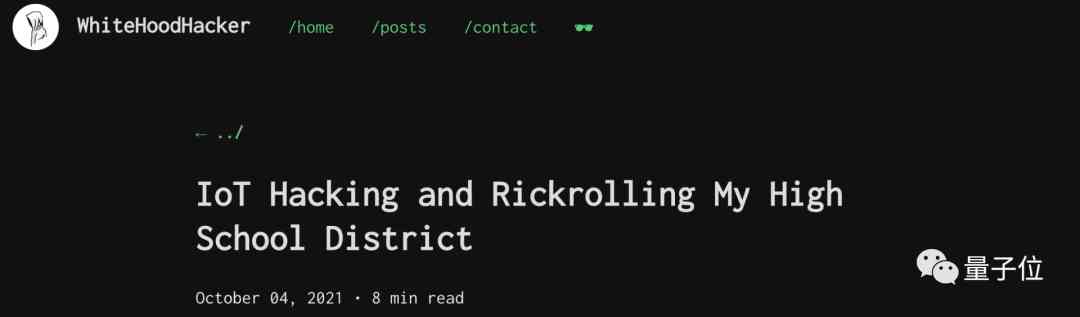 WhiteHoodHacker /home /posts /contact
← ../
IoT Hacking and Rickrolling My High
School District
量子位
October 04, 2021 · 8 min read